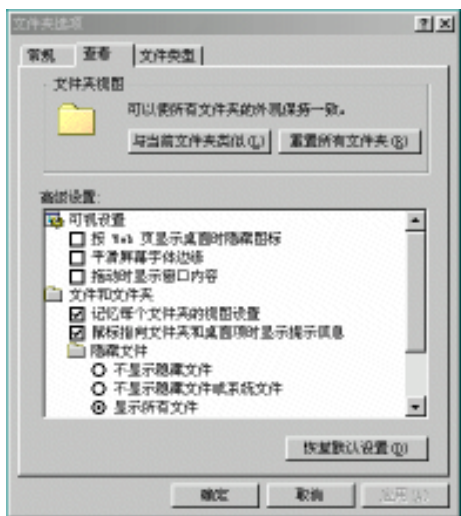 文件夹选项
常规 查看 文件类型
文件夹视图
可以使所有文件夹的外观保持一致。
与当前文件夹类似(L) 重置所有文件夹(R)
高级设置:
可视设置
按 Web 页显示桌面时隐藏图标
平滑屏幕字体边缘
拖动时显示窗口内容
文件和文件夹
记忆每个文件夹的视图设置
鼠标指向文件夹和桌面项时显示提示信息
隐藏文件
不显示隐藏文件
不显示隐藏文件或系统文件
显示所有文件
恢复默认设置(D)
确定 取消 应用(A)